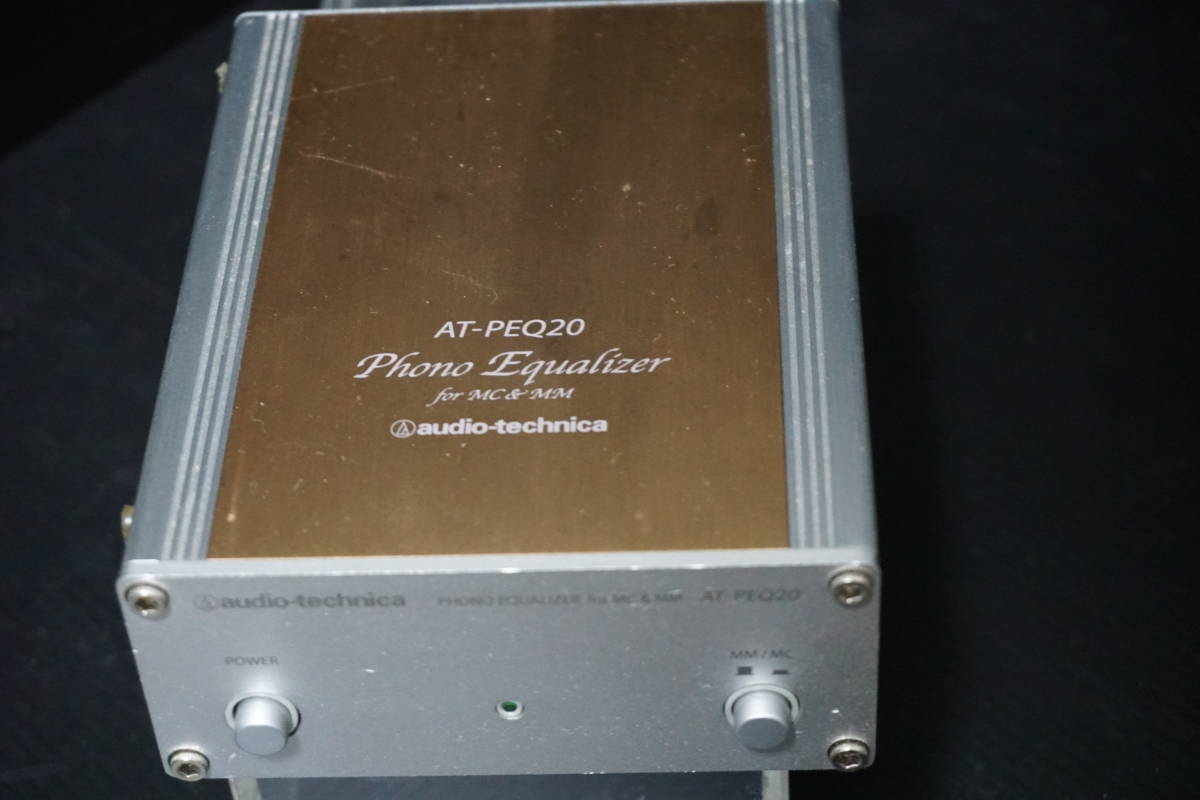 AT-PEQ20
Phono Equalizer
for MC & MM
audio-technica
audio-technica PHONO EQUALIZER for MC & MM AT-PEQ20
POWER
MM / MC